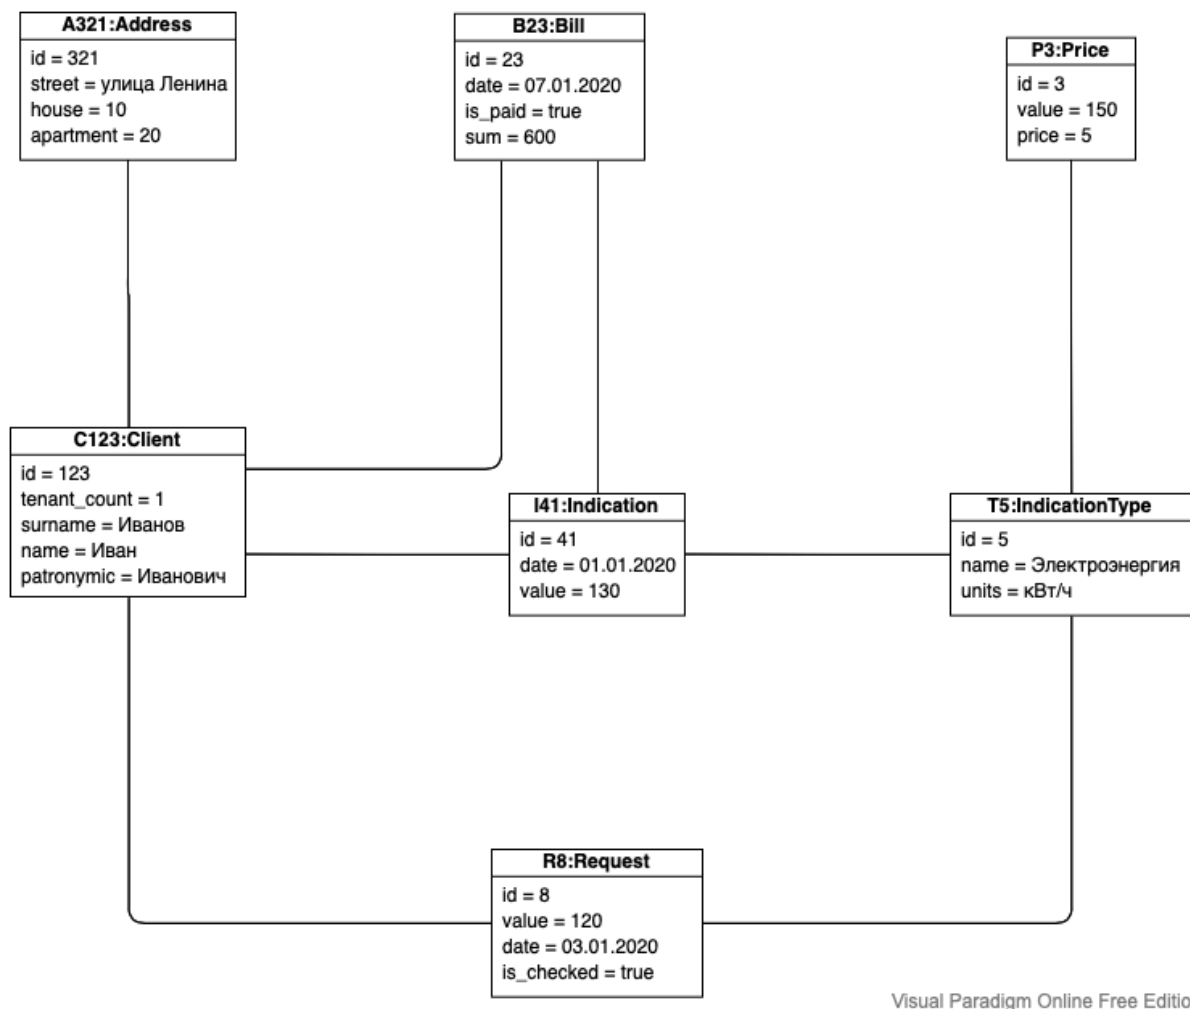 A321:Address
id = 321
street = улица Ленина
house = 10
apartment = 20
B23:Bill
id = 23
date = 07.01.2020
is_paid = true
sum = 600
P3:Price
id = 3
value = 150
price = 5
C123:Client
id = 123
tenant_count = 1
surname = Иванов
name = Иван
patronymic = Иванович
I41:Indication
id = 41
date = 01.01.2020
value = 130
T5:IndicationType
id = 5
name = Электроэнергия
units = кВт/ч
R8:Request
id = 8
value = 120
date = 03.01.2020
is_checked = true
Visual Paradigm Online Free Editio